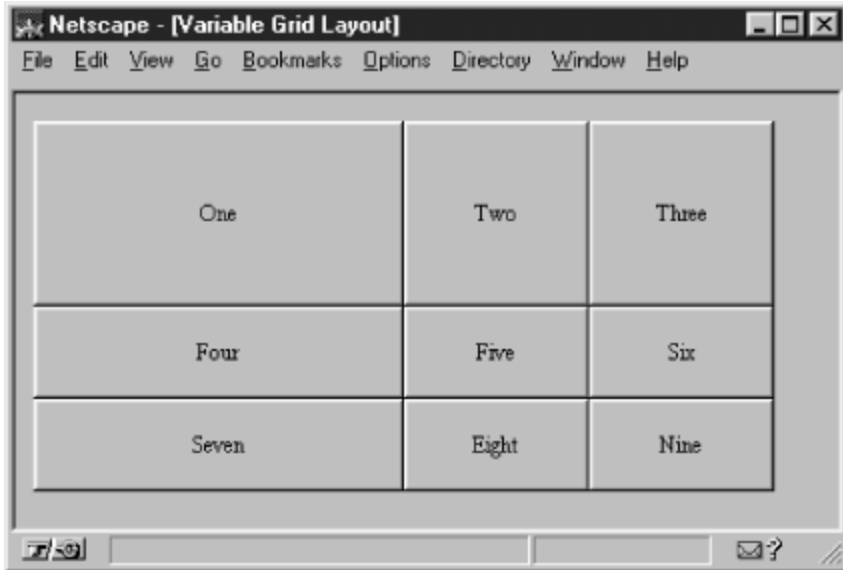 Netscape - [Variable Grid Layout]
File Edit View Go Bookmarks Options Directory Window Help
One Two Three
Four Five Six
Seven Eight Nine
?